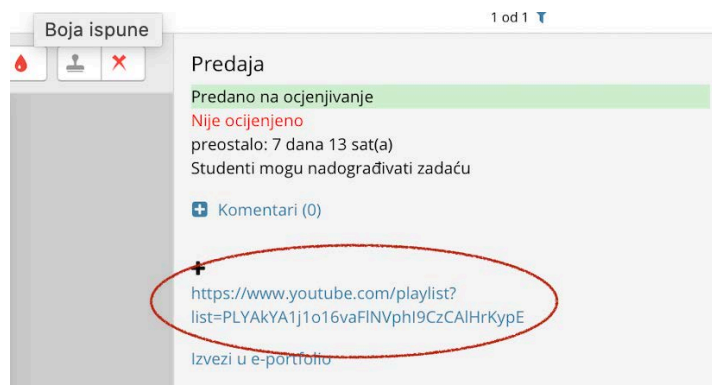 1 od 1
Boja ispune
Predaja
Predano na ocjenjivanje
Nije ocijenjeno
preostalo: 7 dana 13 sat(a)
Studenti mogu nadograđivati zadaću
Komentari (0)
https://www.youtube.com/playlist?
list=PLYAkYA1j1o16vaFlNVphI9CzCAlHrKypE
Izvezi u e-portfolio